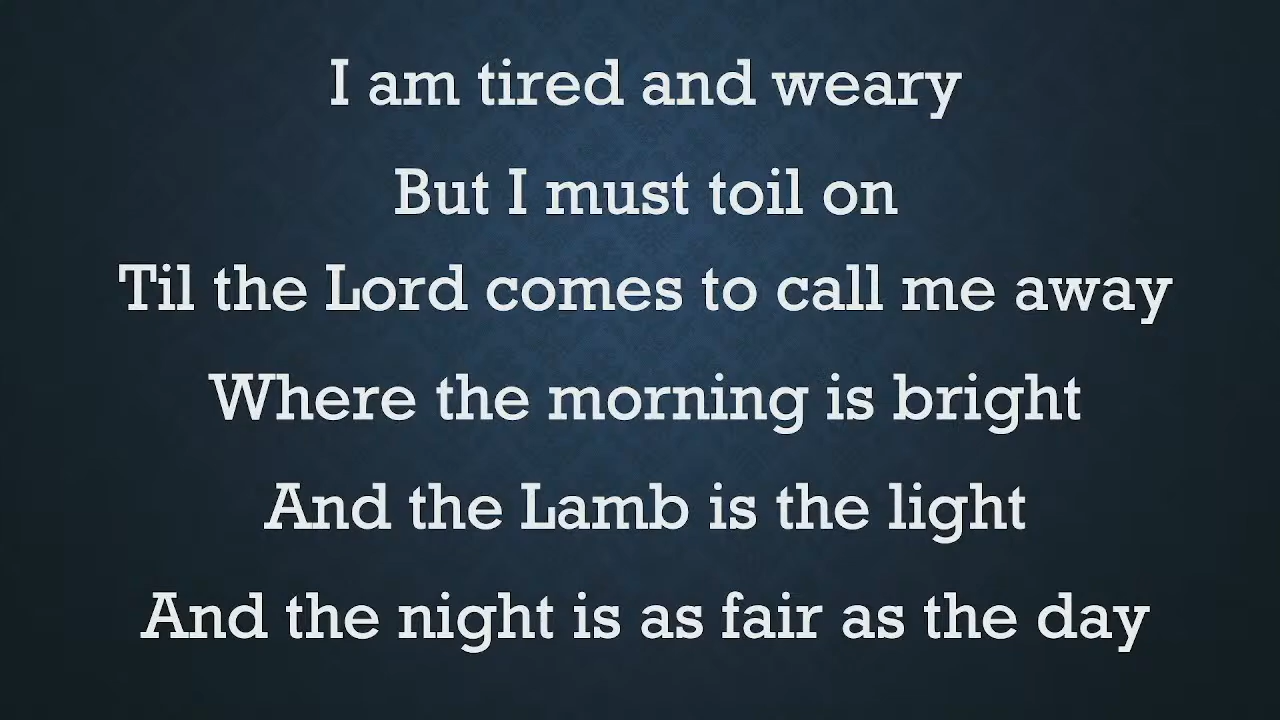 I am tired and weary
But I must toil on
Til the Lord comes to call me away
Where the morning is bright
And the Lamb is the light
And the night is as fair as the day